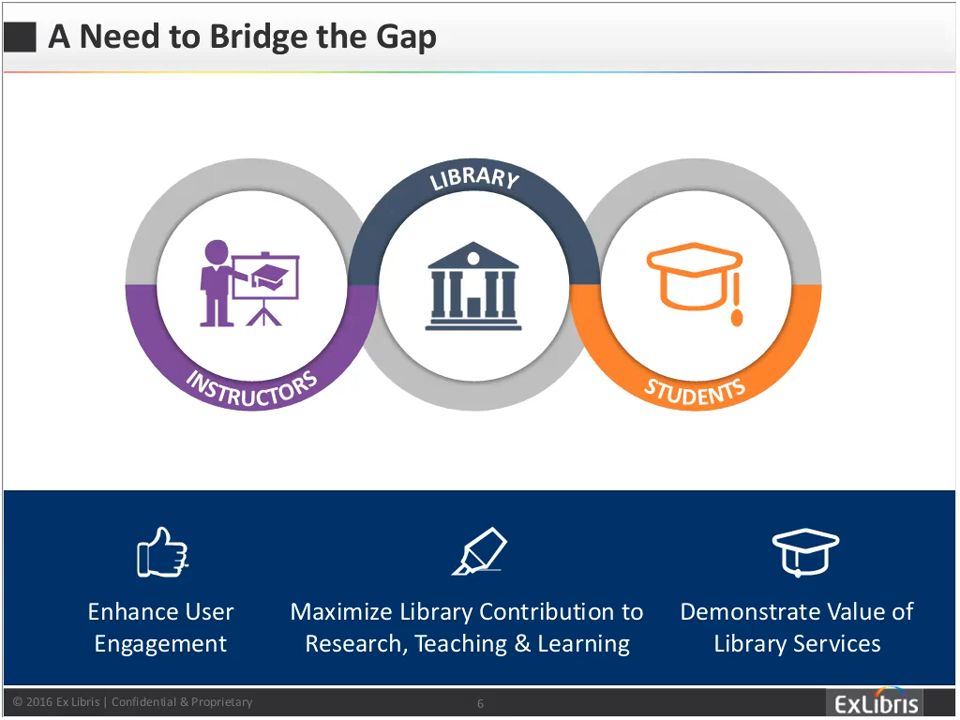 A Need to Bridge the Gap
LIBRARY
INSTRUCTORS
STUDENTS
Enhance User
Engagement
Maximize Library Contribution to
Research, Teaching & Learning
Demonstrate Value of
Library Services
© 2016 Ex Libris | Confidential & Proprietary
6
ExLibris